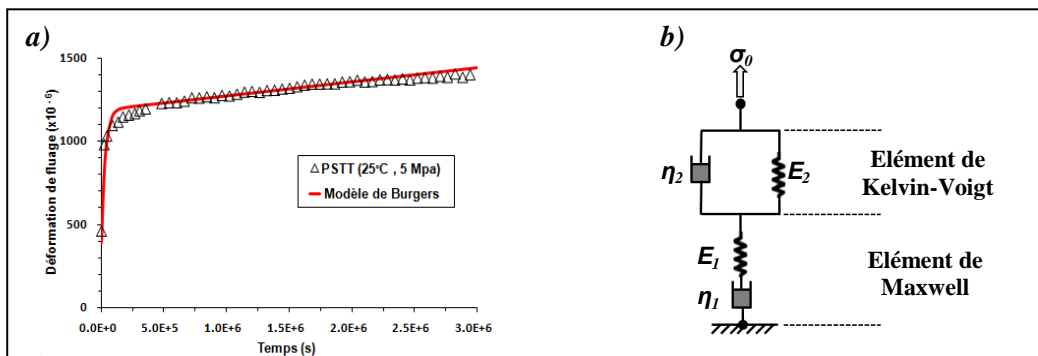 a)
Déformation de fluage (x10 -6)
1500
1000
500
0
0.0E+0 5.0E+5 1.0E+6 1.5E+6 2.0E+6 2.5E+6 3.0E+6
Temps (s)
PSTT (25°C , 5 Mpa)
Modèle de Burgers
b)
σ0
η2
E2
Elément de
Kelvin-Voigt
E1
η1
Elément de
Maxwell